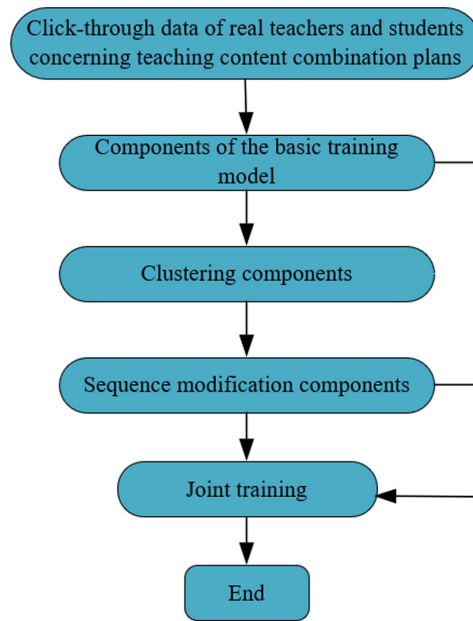 Click-through data of real teachers and students
concerning teaching content combination plans
Components of the basic training
model
Clustering components
Sequence modification components
Joint training
End